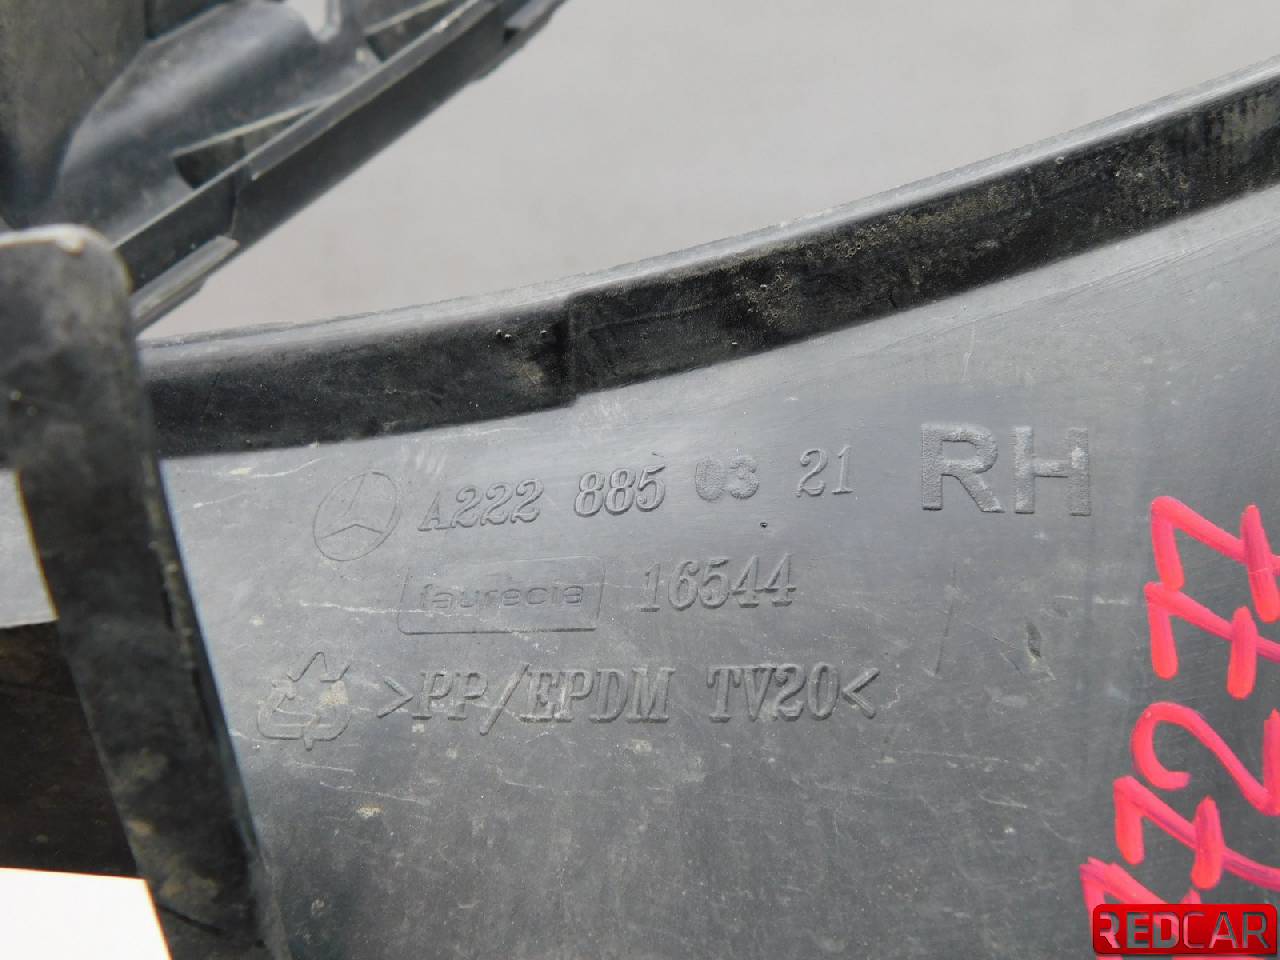 A222 885 03 21 RH
faurecia 16544
>PP/EPDM TV20<
REDCAR